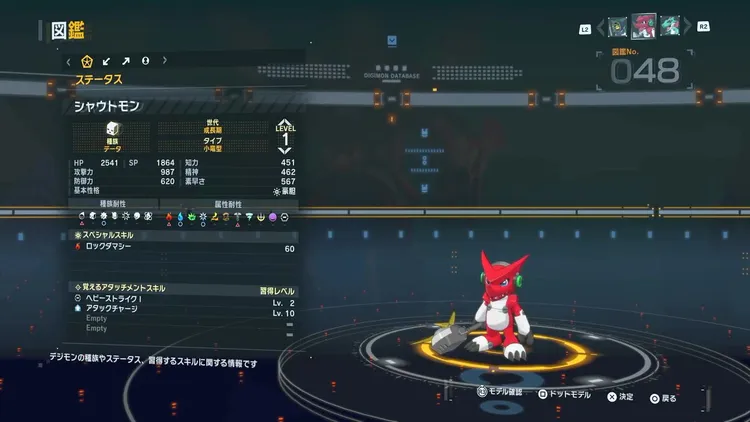 図鑑
L2
R2
ステータス
DIGIMON DATABASE
図鑑No.
048
シャウトモン
種族
データ
世代
成長期
タイプ
小竜型
LEVEL
1
HP 2541 SP 1864 知力 451
攻撃力 987 精神 462
防御力 620 素早さ 567
基本性格 豪胆
種族耐性 属性耐性
スペシャルスキル
ロックダマシー 60
覚えるアタッチメントスキル 習得レベル
ヘビーストライクⅠ Lv. 2
アタックチャージ Lv. 10
Empty
Empty
デジモンの種族やステータス、習得するスキルに関する情報です
R3 モデル確認 ドットモデル 決定 戻る